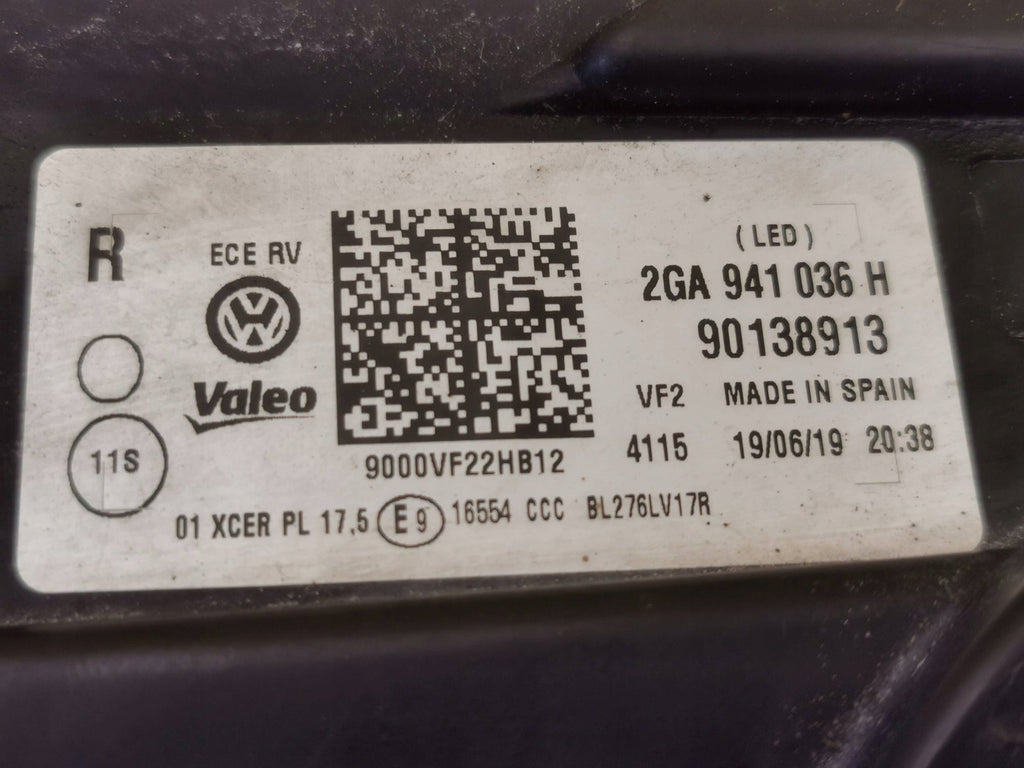 R
ECE RV
(LED)
2GA 941 036 H
90138913
Valeo
VF2 MADE IN SPAIN
11S
9000VF22HB12
4115 19/06/19 20:38
01 XCER PL 17,5 E9 16554 CCC BL276LV17R